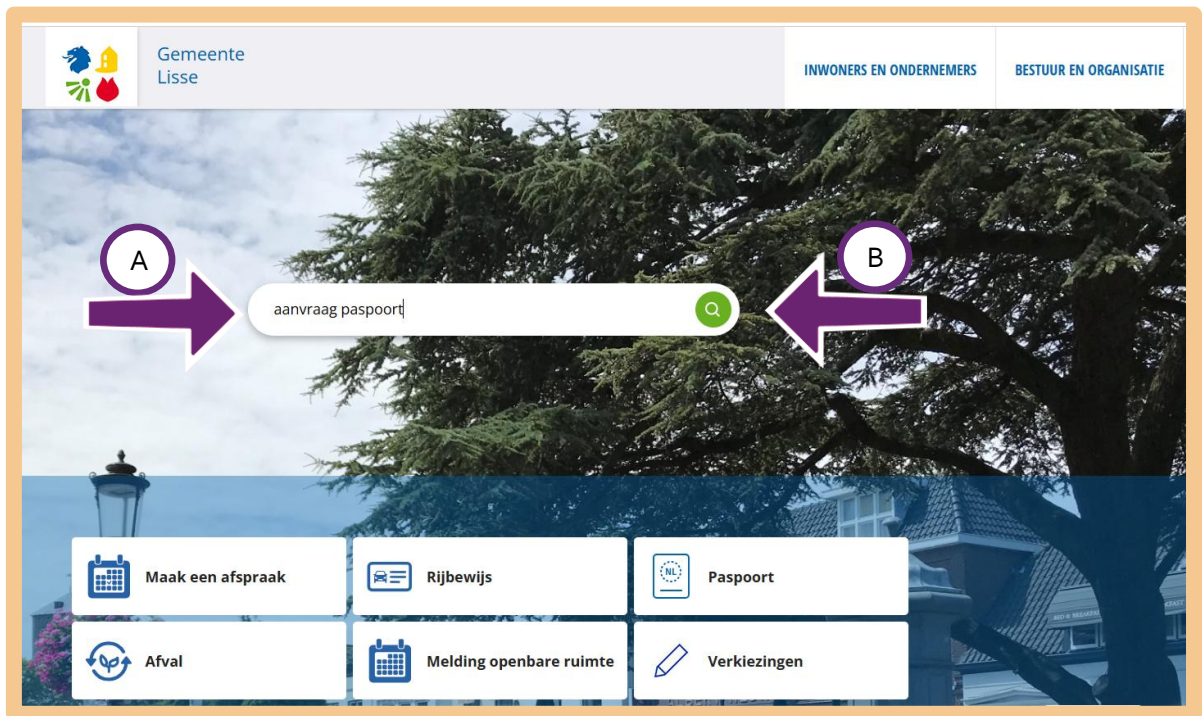 Gemeente
Lisse
INWONERS EN ONDERNEMERS
BESTUUR EN ORGANISATIE
A
B
aanvraag paspoort
Maak een afspraak
Rijbewijs
NL
Paspoort
Afval
Melding openbare ruimte
Verkiezingen